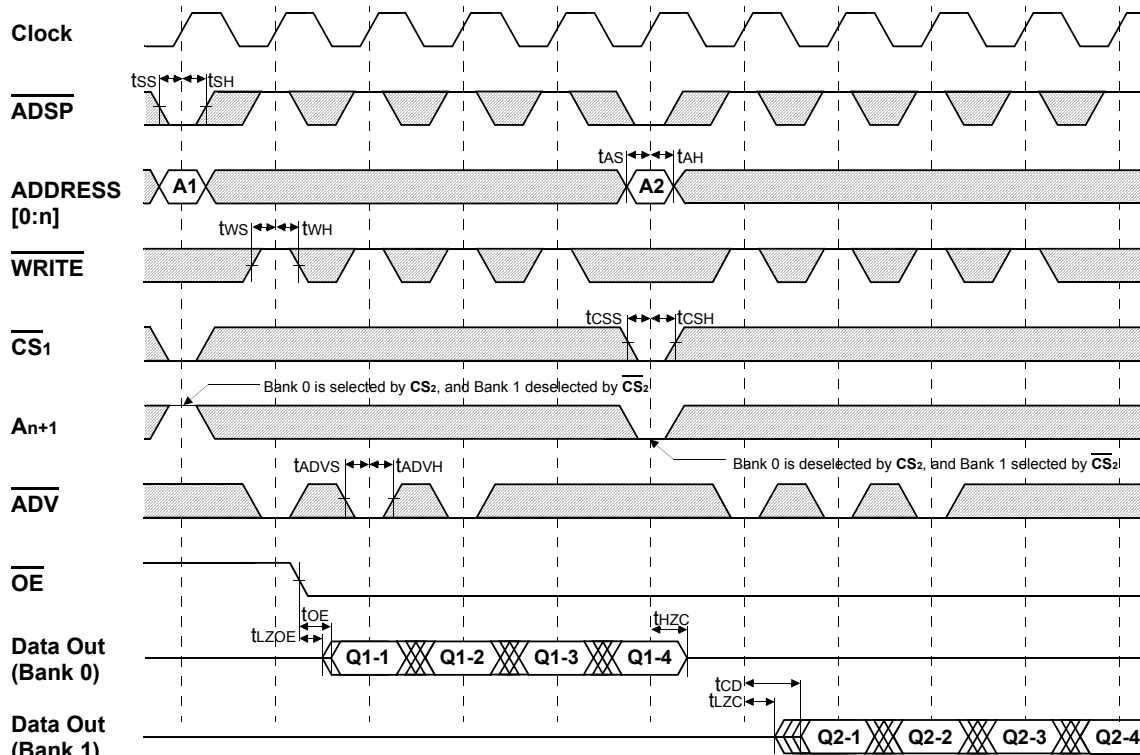 Clock
tSS tSH
ADSP
tAS tAH
ADDRESS
[0:n]
A1 A2
tWS tWH
WRITE
tCSS tCSH
CS1
Bank 0 is selected by CS2, and Bank 1 deselected by CS2
An+1
Bank 0 is deselected by CS2, and Bank 1 selected by CS2
tADVS tADVH
ADV
OE
tOE
tLZOE
tHZC
Data Out
(Bank 0)
Q1-1 Q1-2 Q1-3 Q1-4
tCD
tLZC
Data Out
(Bank 1)
Q2-1 Q2-2 Q2-3 Q2-4